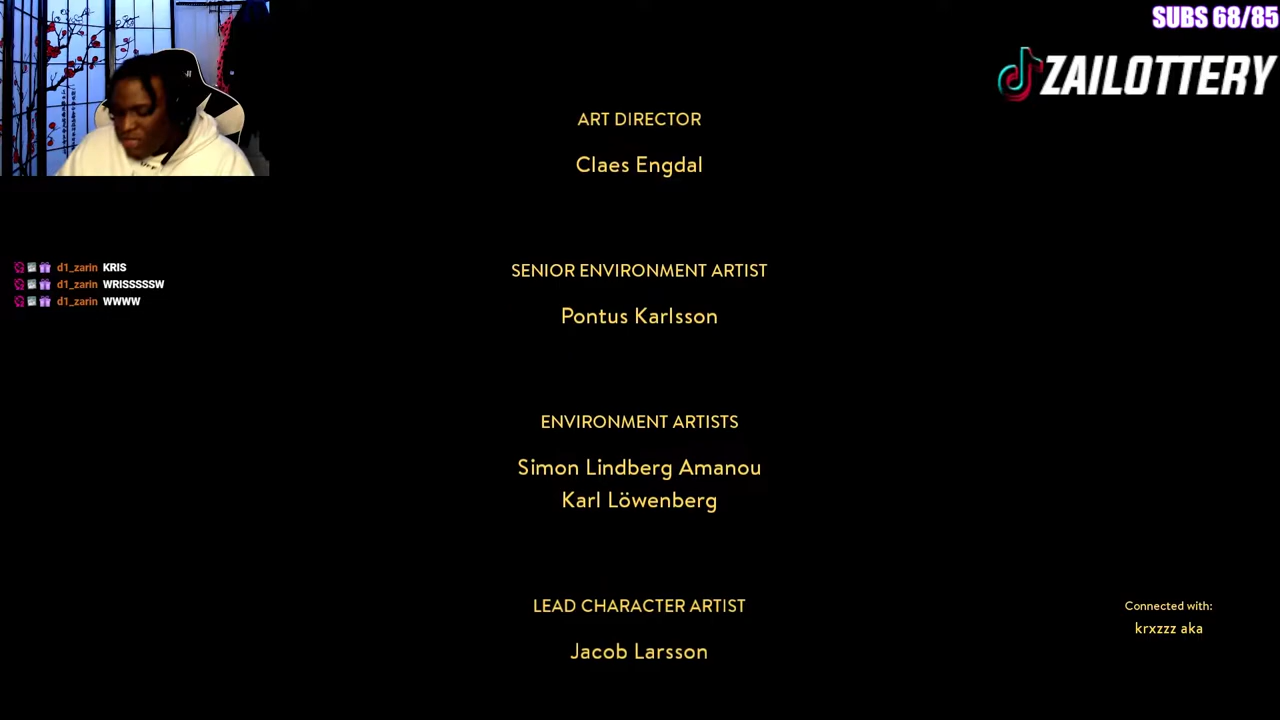 SUBS 68/85
ZAILOTTERY
ART DIRECTOR
Claes Engdal
SENIOR ENVIRONMENT ARTIST
Pontus Karlsson
ENVIRONMENT ARTISTS
Simon Lindberg Amanou
Karl Löwenberg
LEAD CHARACTER ARTIST
Jacob Larsson
d1_zarin KRIS
d1_zarin WRISSSSSW
d1_zarin WWWW
Connected with:
krxzzz aka